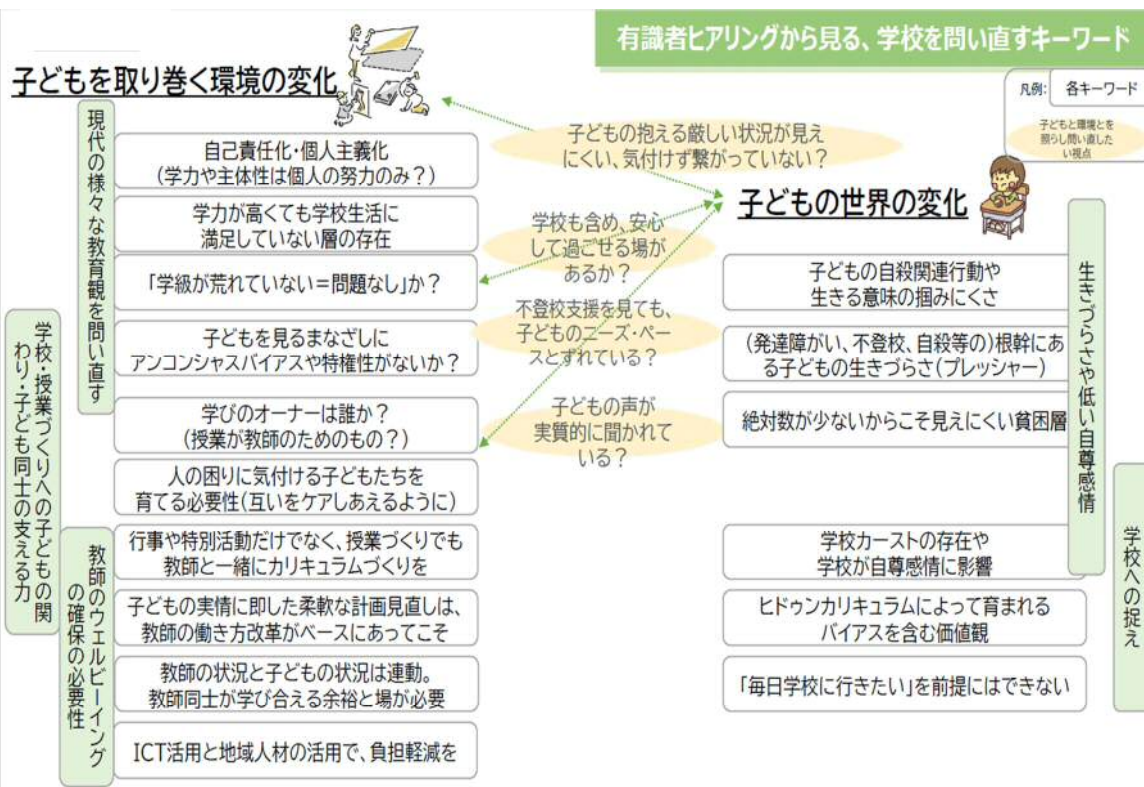 有識者ヒアリングから見る、学校を問い直すキーワード
凡例:
各キーワード
子どもと環境とを
照らし問い直した
い視点
子どもを取り巻く環境の変化
現代の様々な教育観を問い直す
自己責任化・個人主義化
(学力や主体性は個人の努力のみ?)
学力が高くても学校生活に
満足していない層の存在
「学級が荒れていない=問題なし」か?
子どもを見るまなざしに
アンコンシャスバイアスや特権性がないか?
学びのオーナーは誰か?
(授業が教師のためのもの?)
学校・授業づくりへの子どもの関
わり・子ども同士の支える力
人の困りに気付ける子どもたちを
育てる必要性(互いをケアしあえるように)
行事や特別活動だけでなく、授業づくりでも
教師と一緒にカリキュラムづくりを
教師のウェルビーイング
の確保の必要性
子どもの実情に即した柔軟な計画見直しは、
教師の働き方改革がベースにあってこそ
教師の状況と子どもの状況は連動。
教師同士が学び合える余裕と場が必要
ICT活用と地域人材の活用で、負担軽減を
子どもの抱える厳しい状況が見え
にくい、気付けず繋がっていない?
学校も含め、安心
して過ごせる場が
あるか?
不登校支援を見ても、
子どものニーズ・ペー
スとずれている?
子どもの声が
実質的に聞かれて
いる?
子どもの世界の変化
生きづらさや低い自尊感情
子どもの自殺関連行動や
生きる意味の掴みにくさ
(発達障がい、不登校、自殺等の)根幹にあ
る子どもの生きづらさ(プレッシャー)
絶対数が少ないからこそ見えにくい貧困層
学校への捉え
学校カーストの存在や
学校が自尊感情に影響
ヒドゥンカリキュラムによって育まれる
バイアスを含む価値観
「毎日学校に行きたい」を前提にはできない